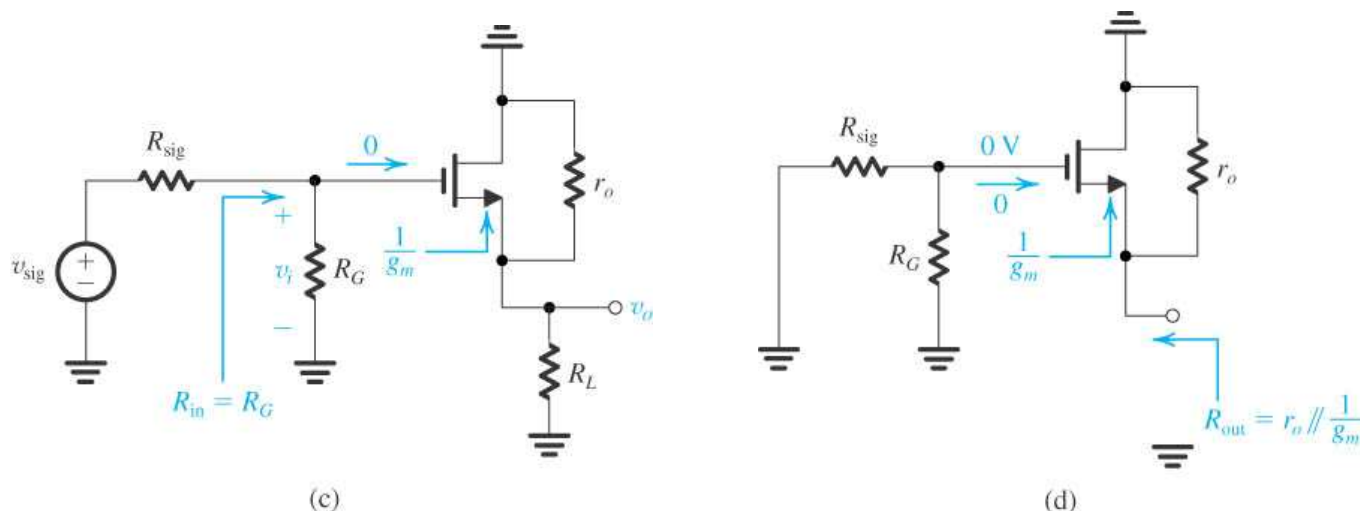 R_sig
0
r_o
+
v_sig
+
−
v_i
R_G
1/g_m
−
v_o
R_L
R_in = R_G
(c)
R_sig
0 V
0
r_o
R_G
1/g_m
R_out = r_o // 1/g_m
(d)